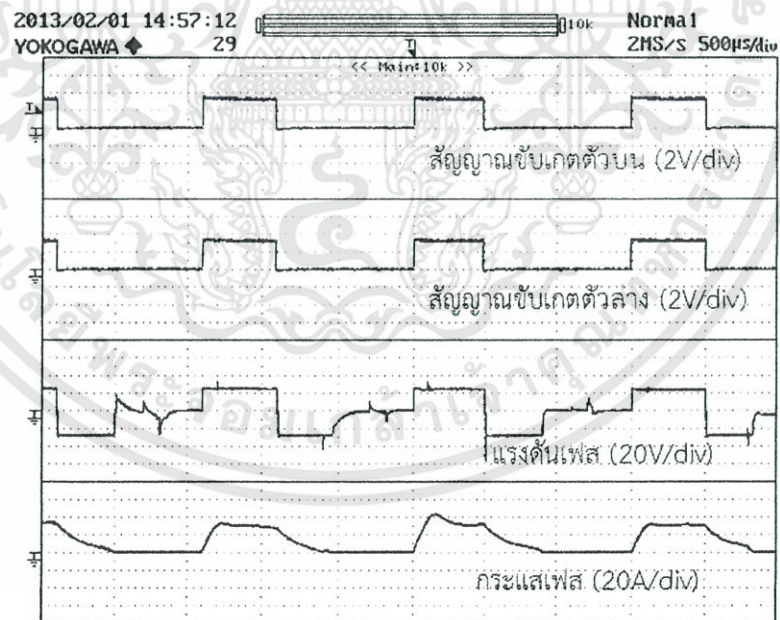 2013/02/01 14:57:12
10k
Normal
YOKOGAWA ◆
29
2MS/s 500μs/div
<< Main:10k >>
สัญญาณขับเกตตัวบน (2V/div)
สัญญาณขับเกตตัวลาง (2V/div)
แรงดันเฟส (20V/div)
กระแสเฟส (20A/div)